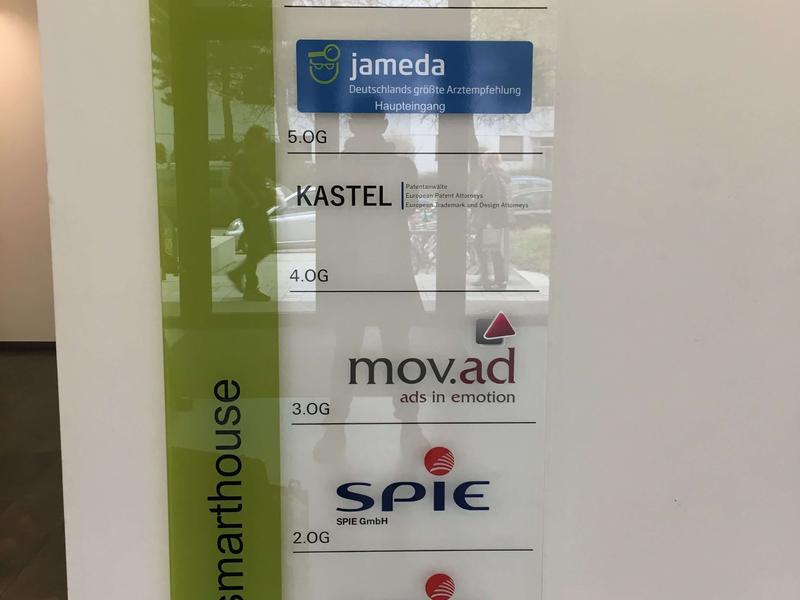 jameda
Deutschlands größte Arztempfehlung
Haupteingang
5.OG
KASTEL
Patentanwälte
European Patent Attorneys
European Trademark und Design Attorneys
4.OG
mov.ad
ads in emotion
3.OG
SPIE
SPIE GmbH
2.OG
smarthouse